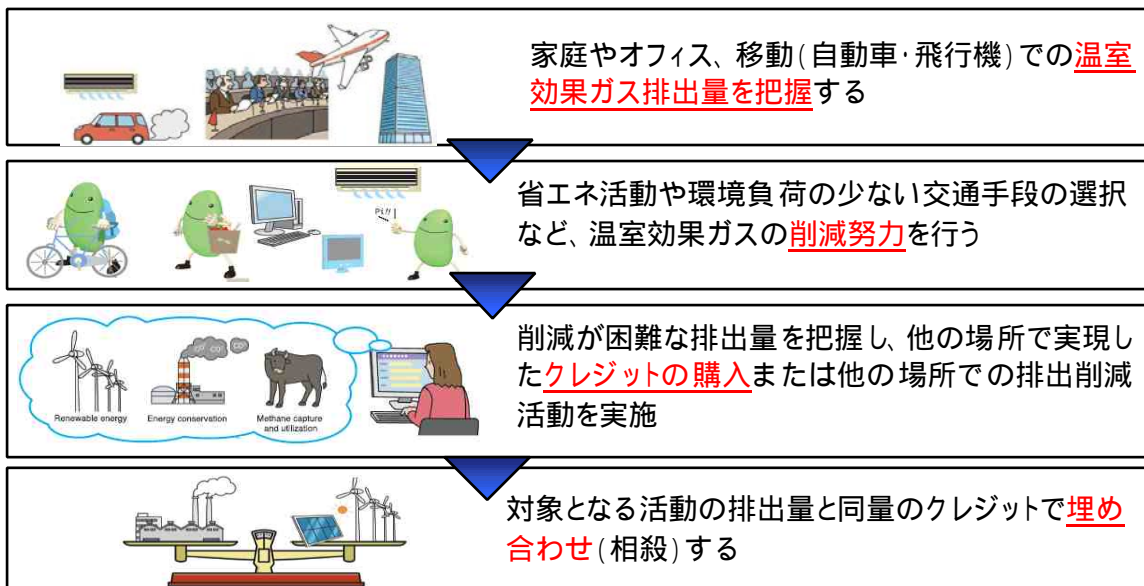 家庭やオフィス、移動(自動車・飛行機)での温室
効果ガス排出量を把握する
省エネ活動や環境負荷の少ない交通手段の選択
Pi!!
など、温室効果ガスの削減努力を行う
削減が困難な排出量を把握し、他の場所で実現し
たクレジットの購入または他の場所での排出削減
活動を実施
CO² CO² CO²
Renewable energy
Energy conservation
Methane capture
and utilization
対象となる活動の排出量と同量のクレジットで埋め
合わせ(相殺)する